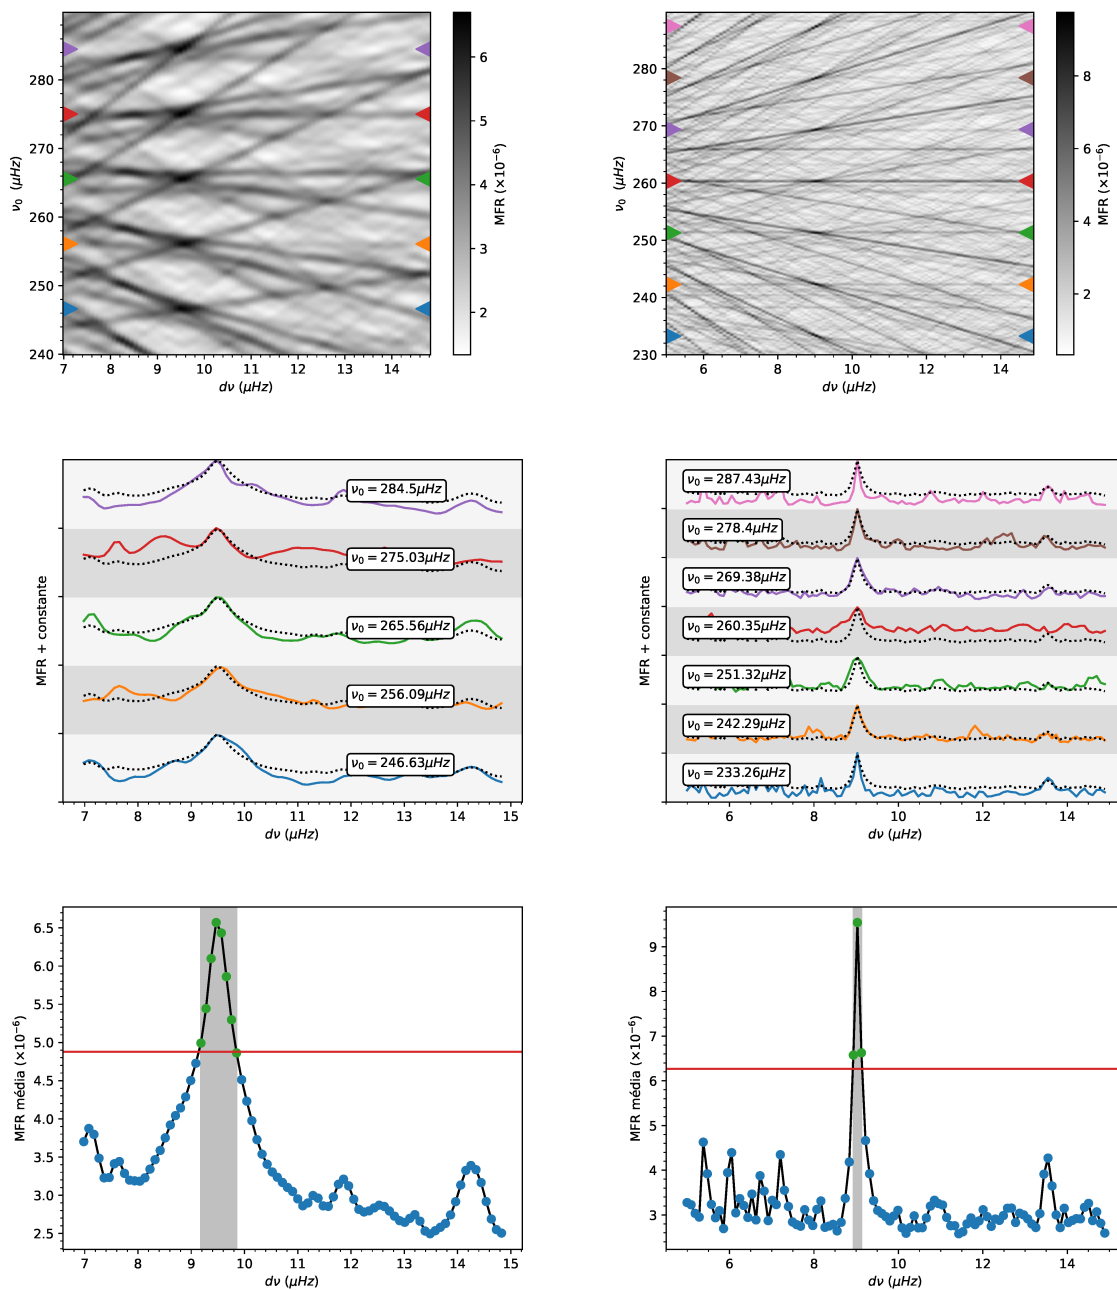 280
270
260
250
240
7 8 9 10 11 12 13 14
ν₀ (μHz)
dν (μHz)
6
5
4
3
2
MFR (×10⁻⁶)
280
270
260
250
240
230
6 8 10 12 14
ν₀ (μHz)
dν (μHz)
8
6
4
2
MFR (×10⁻⁶)
MFR + constante
ν₀ = 284.5μHz
ν₀ = 275.03μHz
ν₀ = 265.56μHz
ν₀ = 256.09μHz
ν₀ = 246.63μHz
7 8 9 10 11 12 13 14 15
dν (μHz)
MFR + constante
ν₀ = 287.43μHz
ν₀ = 278.4μHz
ν₀ = 269.38μHz
ν₀ = 260.35μHz
ν₀ = 251.32μHz
ν₀ = 242.29μHz
ν₀ = 233.26μHz
6 8 10 12 14
dν (μHz)
MFR média (×10⁻⁶)
6.5
6.0
5.5
5.0
4.5
4.0
3.5
3.0
2.5
7 8 9 10 11 12 13 14 15
dν (μHz)
MFR média (×10⁻⁶)
9
8
7
6
5
4
3
6 8 10 12 14
dν (μHz)